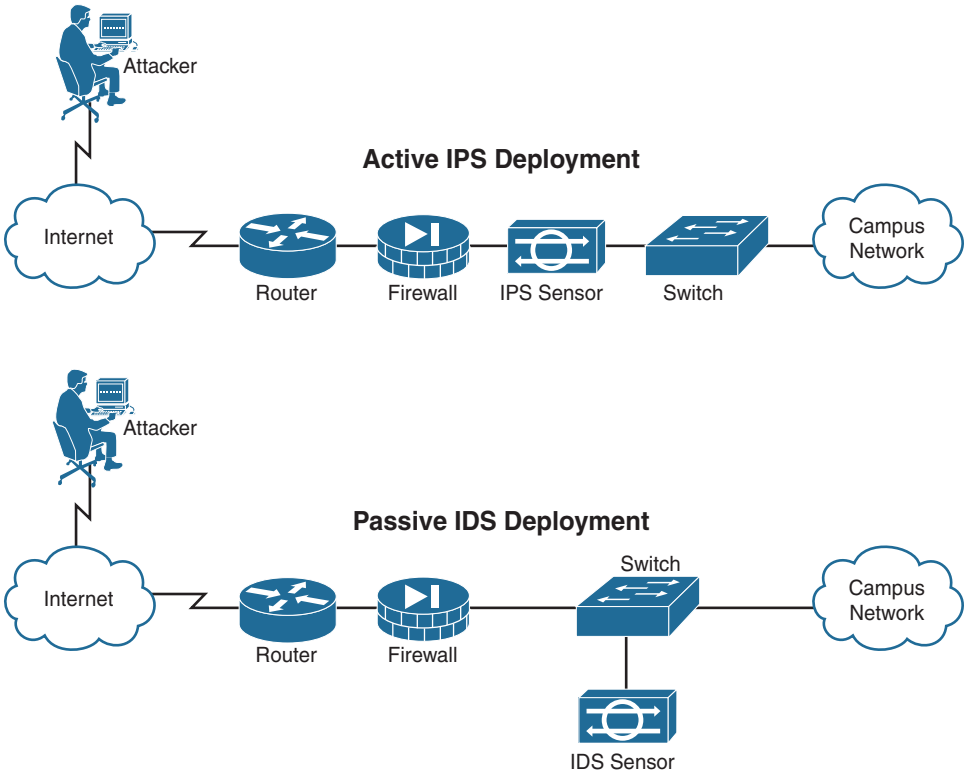 Attacker
Active IPS Deployment
Internet
Campus
Network
Router
Firewall
IPS Sensor
Switch
Attacker
Passive IDS Deployment
Switch
Internet
Campus
Network
Router
Firewall
IDS Sensor